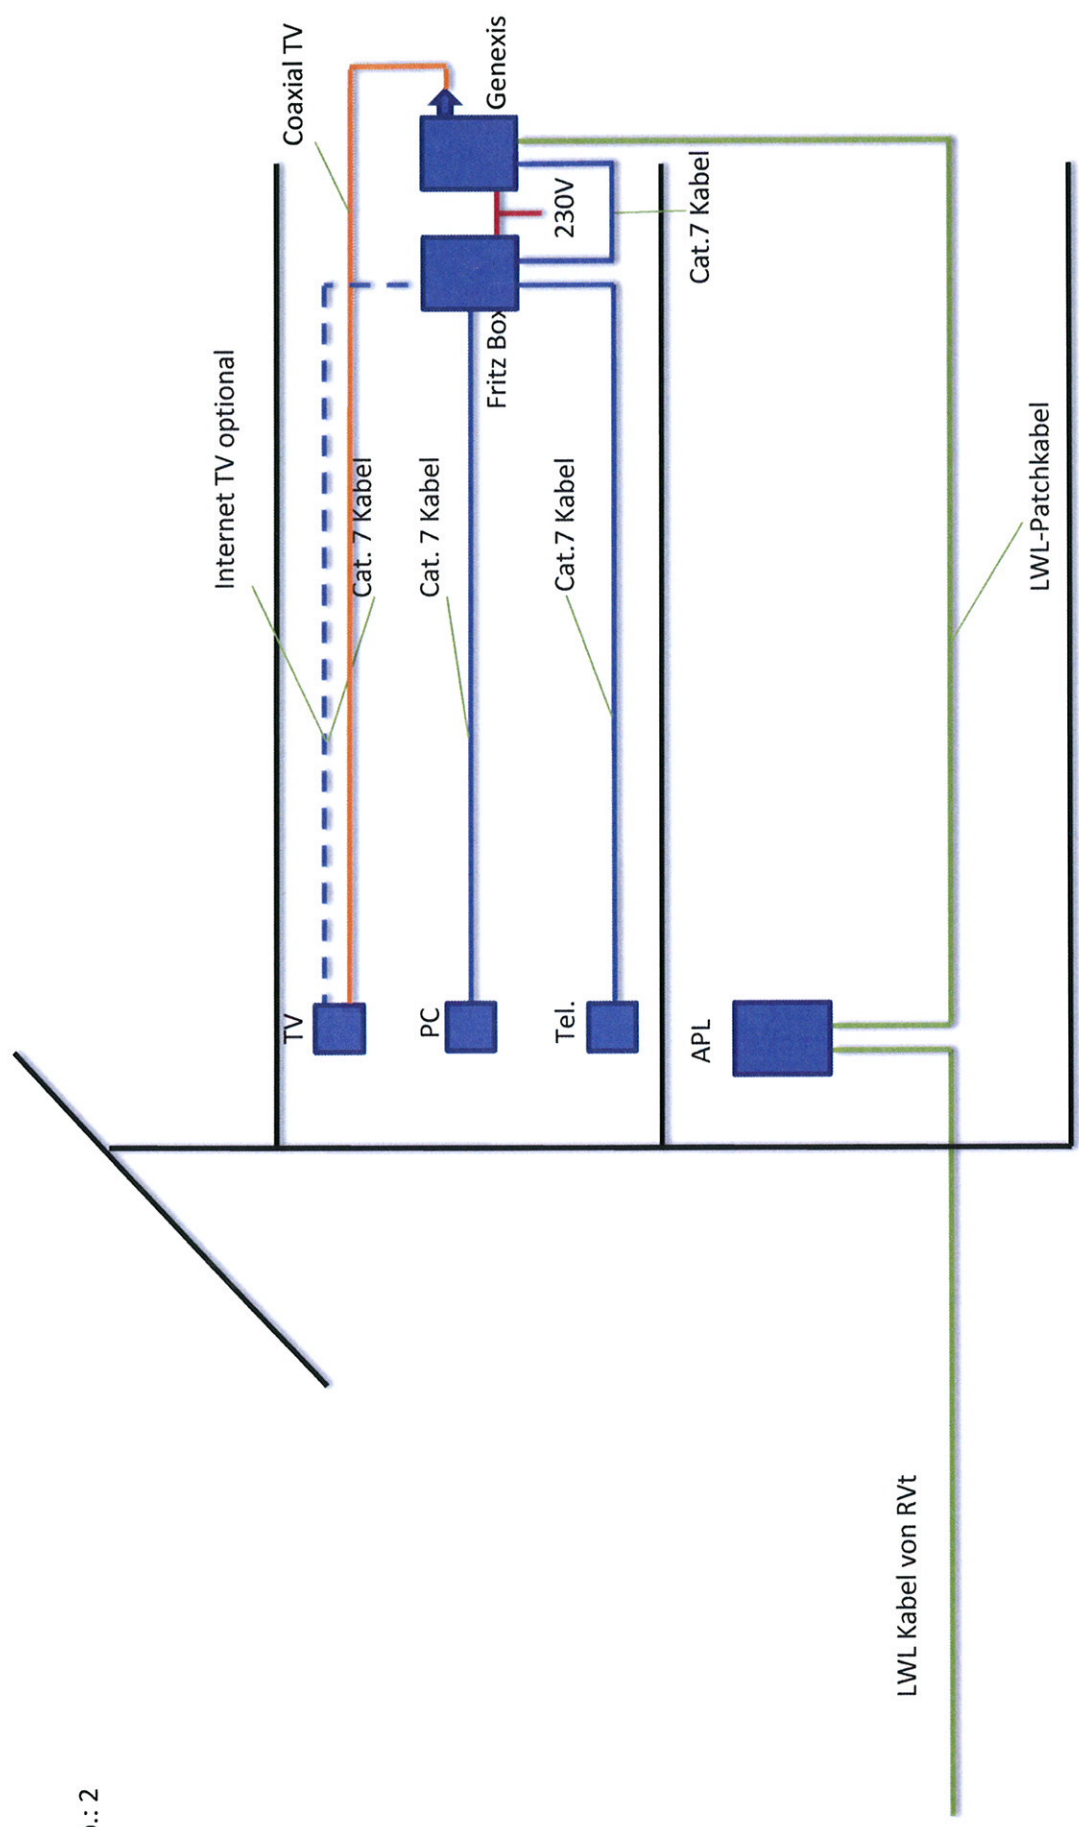 .: 2
Internet TV optional
Coaxial TV
TV
Cat. 7 Kabel
PC
Cat. 7 Kabel
Fritz Box
Genexis
Tel.
Cat.7 Kabel
230V
APL
Cat.7 Kabel
LWL Kabel von RVt
LWL-Patchkabel